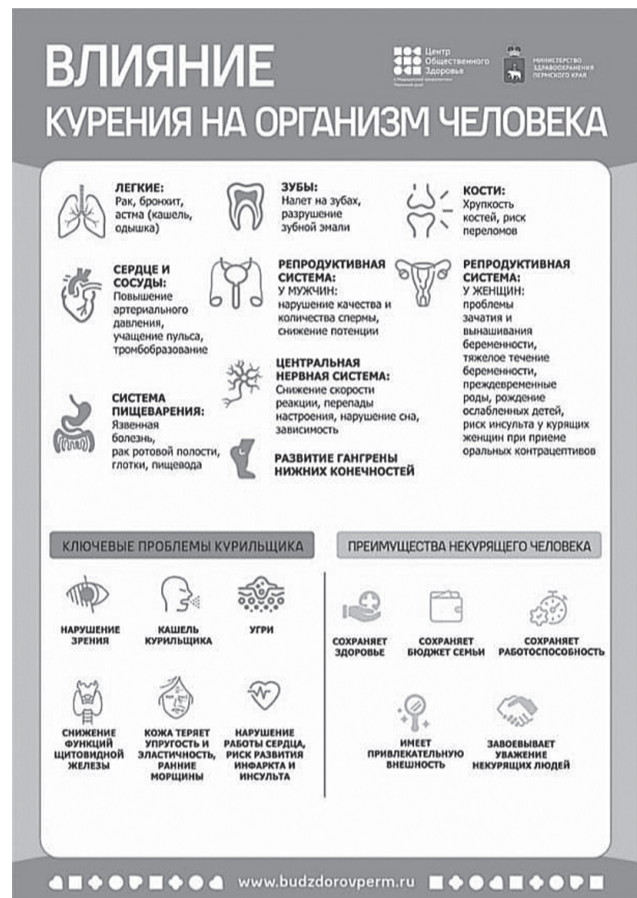 ВЛИЯНИЕ
КУРЕНИЯ НА ОРГАНИЗМ ЧЕЛОВЕКА
Центр
Общественного
Здоровье
МИНИСТЕРСТВО
ЗДРАВООХРАНЕНИЯ
ПЕРМСКОГО КРАЯ
ЛЕГКИЕ:
Рак, бронхит,
астма (кашель,
одышка)
ЗУБЫ:
Налет на зубах,
разрушение
зубной эмали
КОСТИ:
Хрупкость
костей, риск
переломов
СЕРДЦЕ И
СОСУДЫ:
Повышение
артериального
давления,
учащение пульса,
тромбообразование
РЕПРОДУКТИВНАЯ
СИСТЕМА:
У МУЖЧИН:
нарушение качества и
количества спермы,
снижение потенции
РЕПРОДУКТИВНАЯ
СИСТЕМА:
У ЖЕНЩИН:
проблемы
зачатия и
вынашивания
беременности,
тяжелое течение
беременности,
преждевременные
роды, рождение
ослабленных детей,
риск инсульта у курящих
женщин при приеме
оральных контрацептивов
СИСТЕМА
ПИЩЕВАРЕНИЯ:
Язвенная
болезнь,
рак ротовой полости,
глотки, пищевода
ЦЕНТРАЛЬНАЯ
НЕРВНАЯ СИСТЕМА:
Снижение скорости
реакции, перепады
настроения, нарушение сна,
зависимость
РАЗВИТИЕ ГАНГРЕНЫ
НИЖНИХ КОНЕЧНОСТЕЙ
КЛЮЧЕВЫЕ ПРОБЛЕМЫ КУРИЛЬЩИКА
НАРУШЕНИЕ
ЗРЕНИЯ
КАШЕЛЬ
КУРИЛЬЩИКА
УГРИ
СНИЖЕНИЕ
ФУНКЦИЙ
ЩИТОВИДНОЙ
ЖЕЛЕЗЫ
КОЖА ТЕРЯЕТ
УПРУГОСТЬ И
ЭЛАСТИЧНОСТЬ,
РАННИЕ
МОРЩИНЫ
НАРУШЕНИЕ
РАБОТЫ СЕРДЦА,
РИСК РАЗВИТИЯ
ИНФАРКТА И
ИНСУЛЬТА
ПРЕИМУЩЕСТВА НЕКУРЯЩЕГО ЧЕЛОВЕКА
СОХРАНЯЕТ
ЗДОРОВЬЕ
СОХРАНЯЕТ
БЮДЖЕТ СЕМЬИ
СОХРАНЯЕТ
РАБОТОСПОСОБНОСТЬ
ИМЕЕТ
ПРИВЛЕКАТЕЛЬНУЮ
ВНЕШНОСТЬ
ЗАВОЕВЫВАЕТ
УВАЖЕНИЕ
НЕКУРЯЩИХ ЛЮДЕЙ
www.budzdorovperm.ru